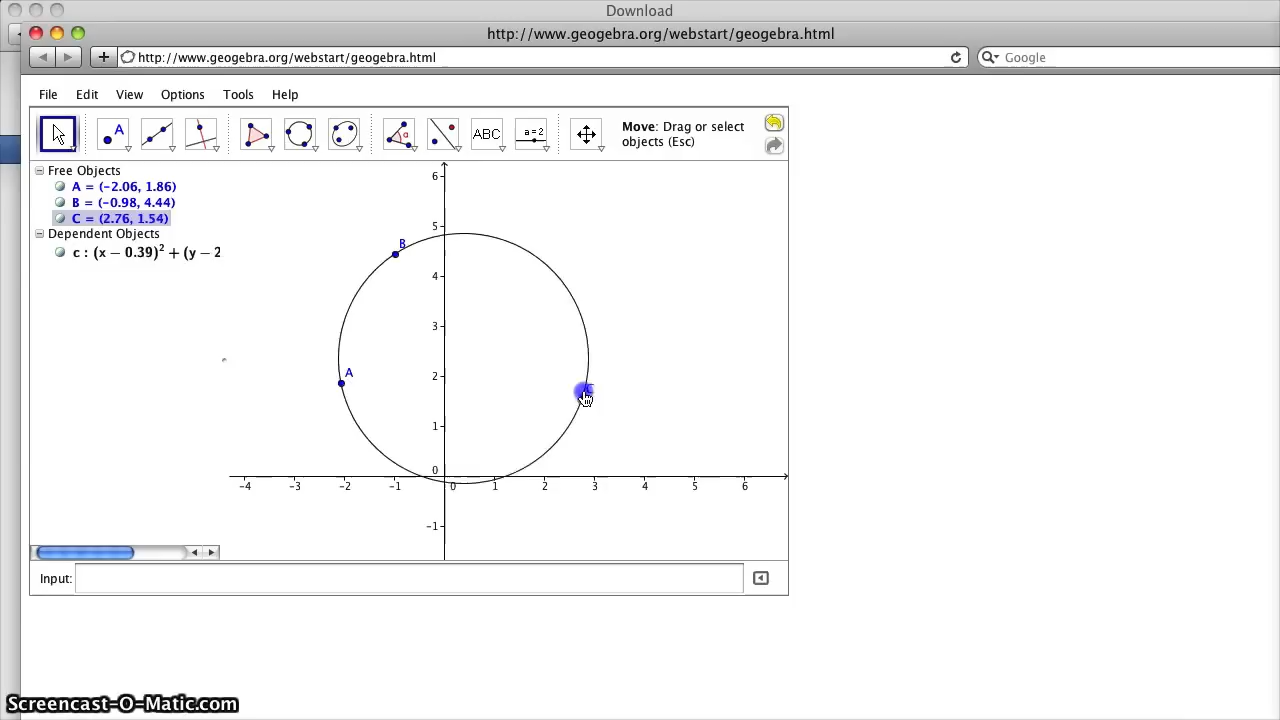 Download
http://www.geogebra.org/webstart/geogebra.html
http://www.geogebra.org/webstart/geogebra.html
Google
File Edit View Options Tools Help
A
ABC
a=2
α
Move: Drag or select
objects (Esc)
Free Objects
A = (-2.06, 1.86)
B = (-0.98, 4.44)
C = (2.76, 1.54)
Dependent Objects
c : (x − 0.39)² + (y − 2
6
5
4
3
2
1
0
-1
-4 -3 -2 -1 0 1 2 3 4 5 6
B
A
Input:
Screencast-O-Matic.com